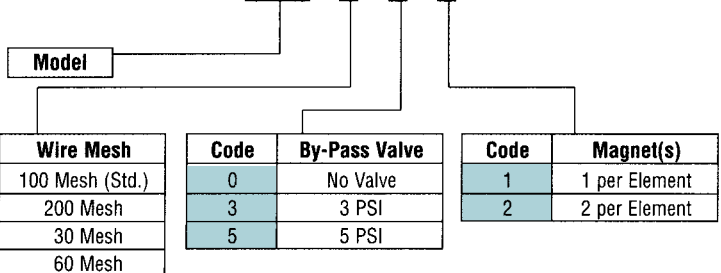 Model
Wire Mesh
100 Mesh (Std.)
200 Mesh
30 Mesh
60 Mesh
Code By-Pass Valve
0 No Valve
3 3 PSI
5 5 PSI
Code Magnet(s)
1 1 per Element
2 2 per Element